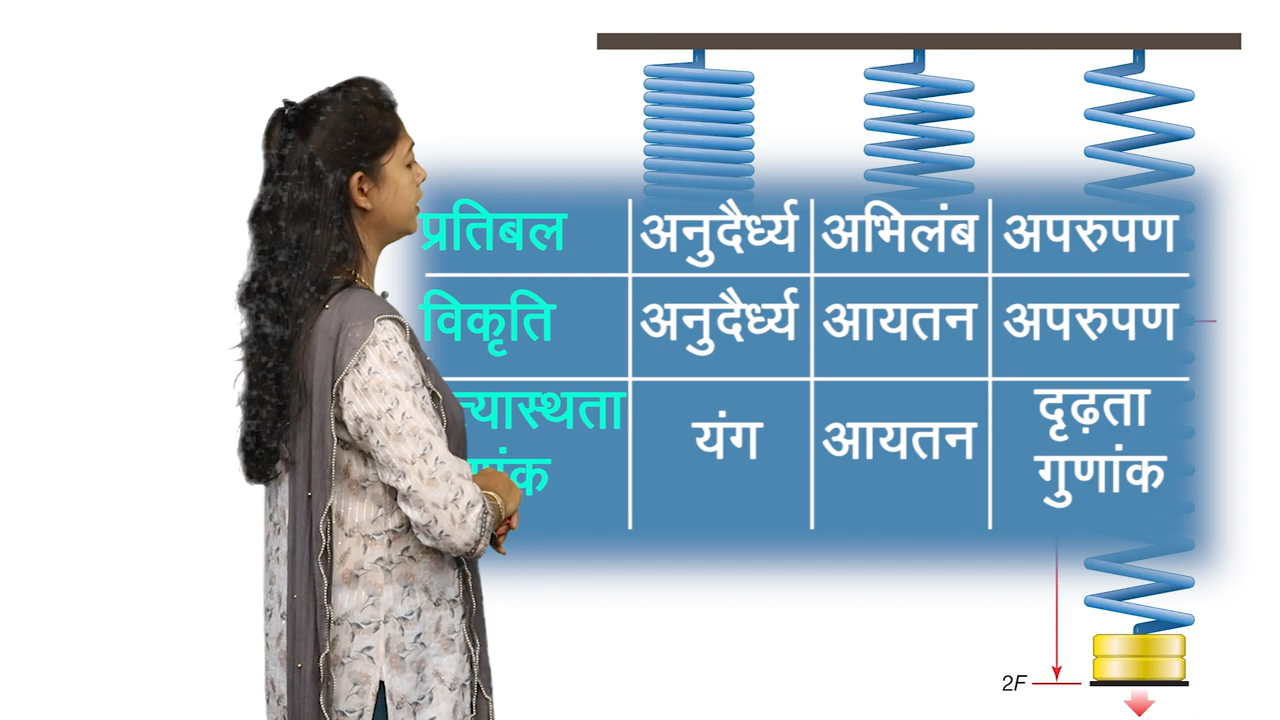 प्रतिबल अनुदैर्ध्य अभिलंब अपरुपण
विकृति अनुदैर्ध्य आयतन अपरुपण
यंग आयतन दृढ़ता
गुणांक
2F